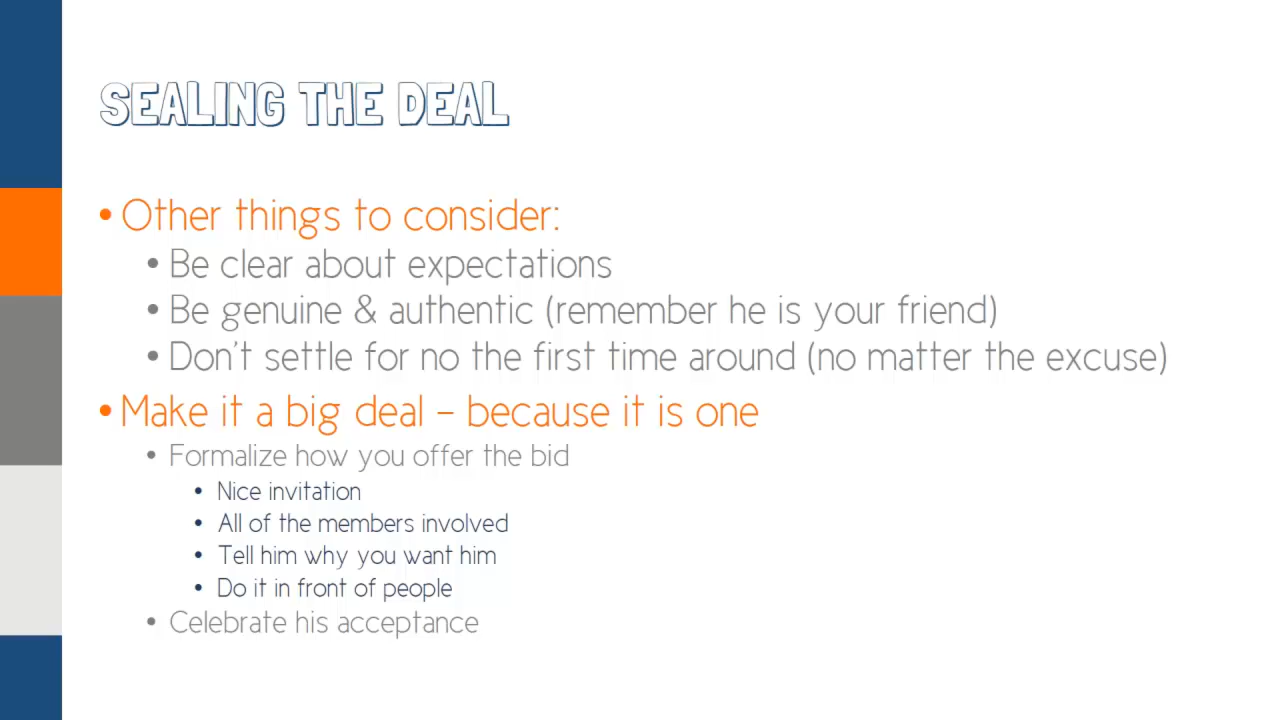 SEALING THE DEAL
• Other things to consider:
• Be clear about expectations
• Be genuine & authentic (remember he is your friend)
• Don't settle for no the first time around (no matter the excuse)
• Make it a big deal – because it is one
• Formalize how you offer the bid
• Nice invitation
• All of the members involved
• Tell him why you want him
• Do it in front of people
• Celebrate his acceptance